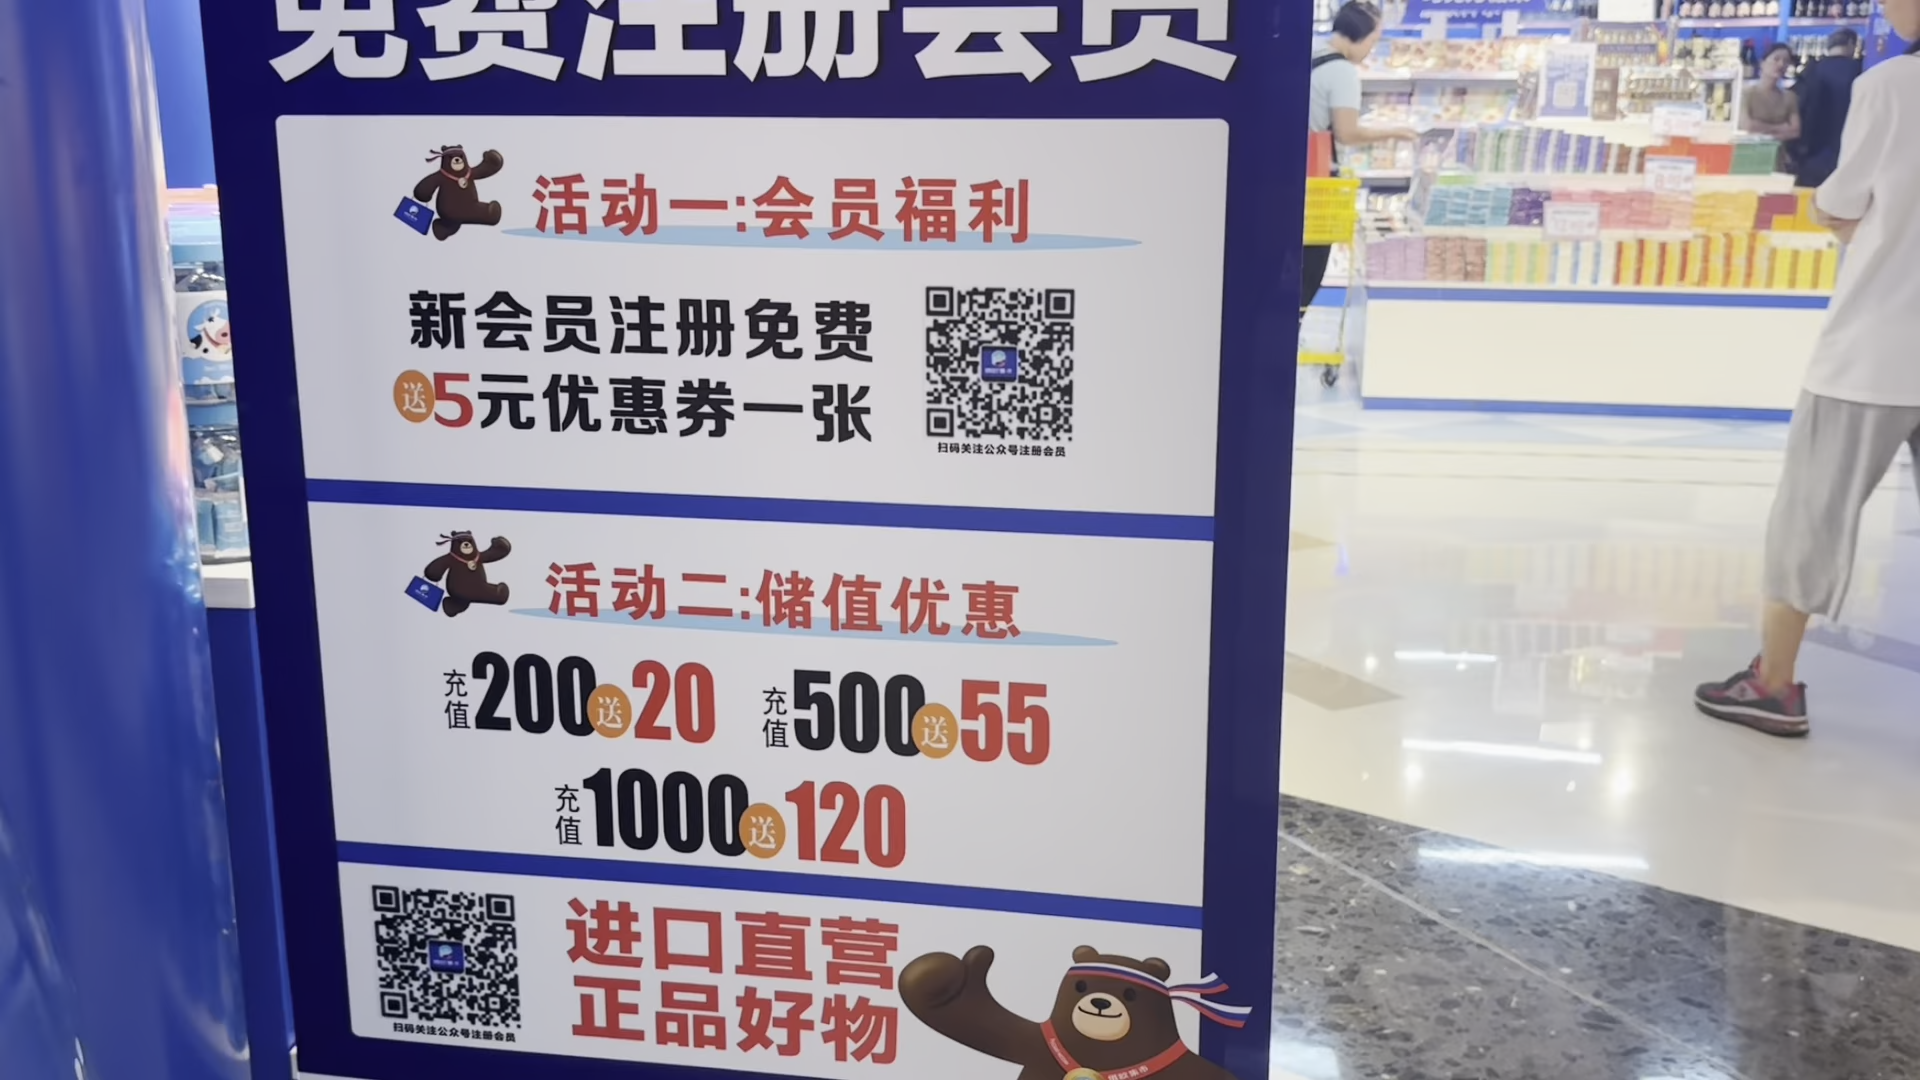 免费注册会员
活动一:会员福利
新会员注册免费
送5元优惠券一张
扫码关注公众号注册会员
活动二:储值优惠
充值200送20 充值500送55
充值1000送120
进口直营
正品好物
扫码关注公众号注册会员